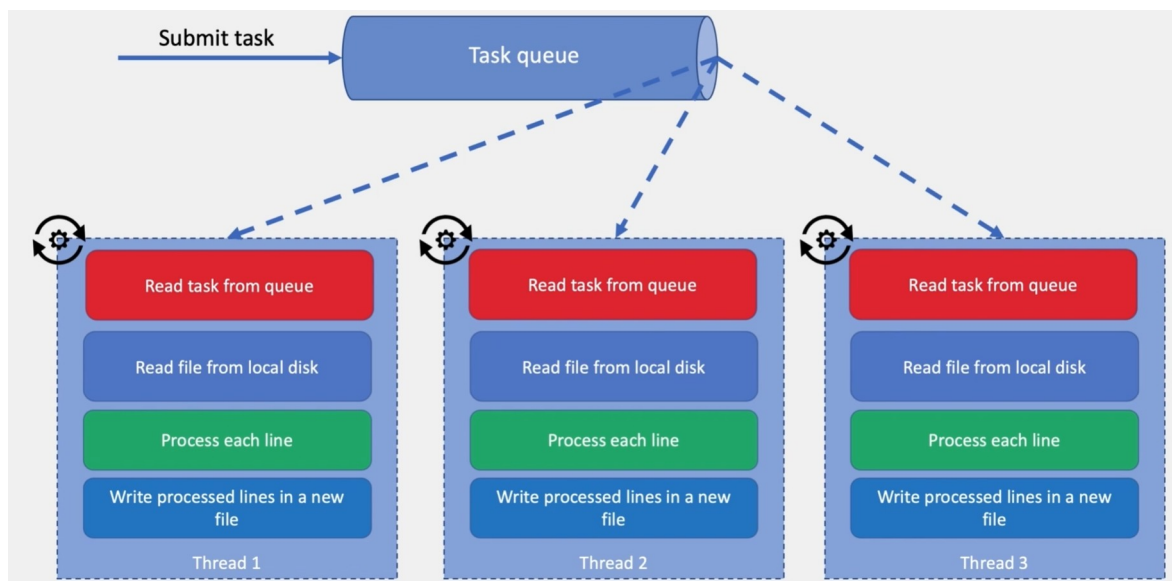 Submit task
Task queue
Read task from queue
Read file from local disk
Process each line
Write processed lines in a new
file
Thread 1
Read task from queue
Read file from local disk
Process each line
Write processed lines in a new
file
Thread 2
Read task from queue
Read file from local disk
Process each line
Write processed lines in a new
file
Thread 3